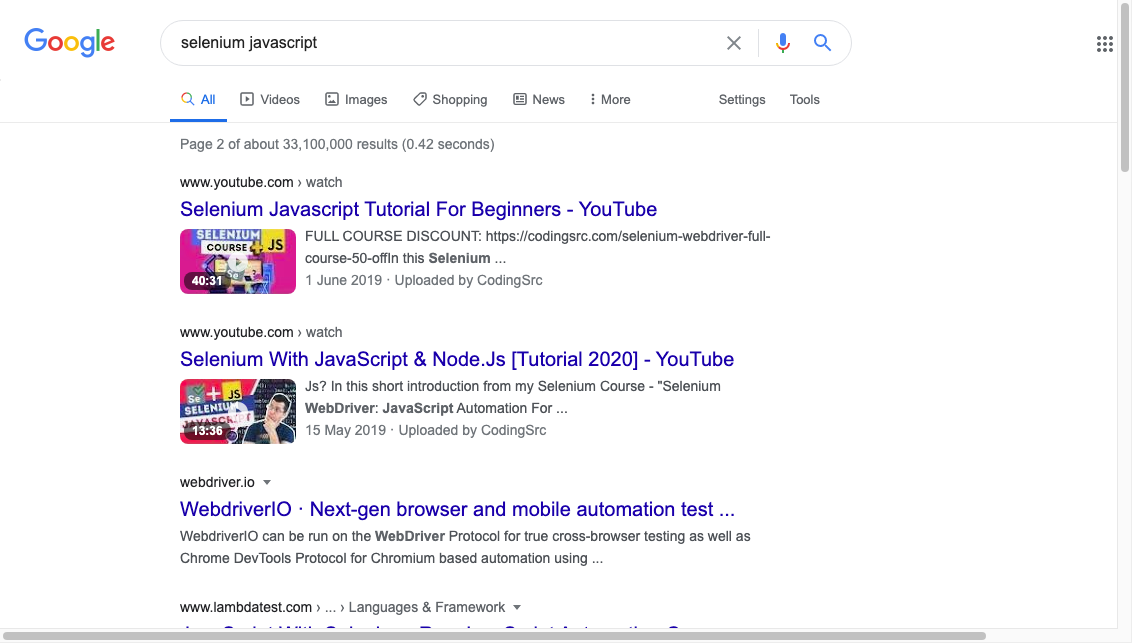 Google
selenium javascript
All Videos Images Shopping News More Settings Tools
Page 2 of about 33,100,000 results (0.42 seconds)
www.youtube.com › watch
Selenium Javascript Tutorial For Beginners - YouTube
SELENIUM
COURSE + JS
Se
40:31
FULL COURSE DISCOUNT: https://codingsrc.com/selenium-webdriver-full-
course-50-offIn this Selenium ...
1 June 2019 · Uploaded by CodingSrc
www.youtube.com › watch
Selenium With JavaScript & Node.Js [Tutorial 2020] - YouTube
Se + JS
SELENIUM
JAVASCRIPT
13:36
Js? In this short introduction from my Selenium Course - "Selenium
WebDriver: JavaScript Automation For ...
15 May 2019 · Uploaded by CodingSrc
webdriver.io
WebdriverIO · Next-gen browser and mobile automation test ...
WebdriverIO can be run on the WebDriver Protocol for true cross-browser testing as well as
Chrome DevTools Protocol for Chromium based automation using ...
www.lambdatest.com › ... › Languages & Framework